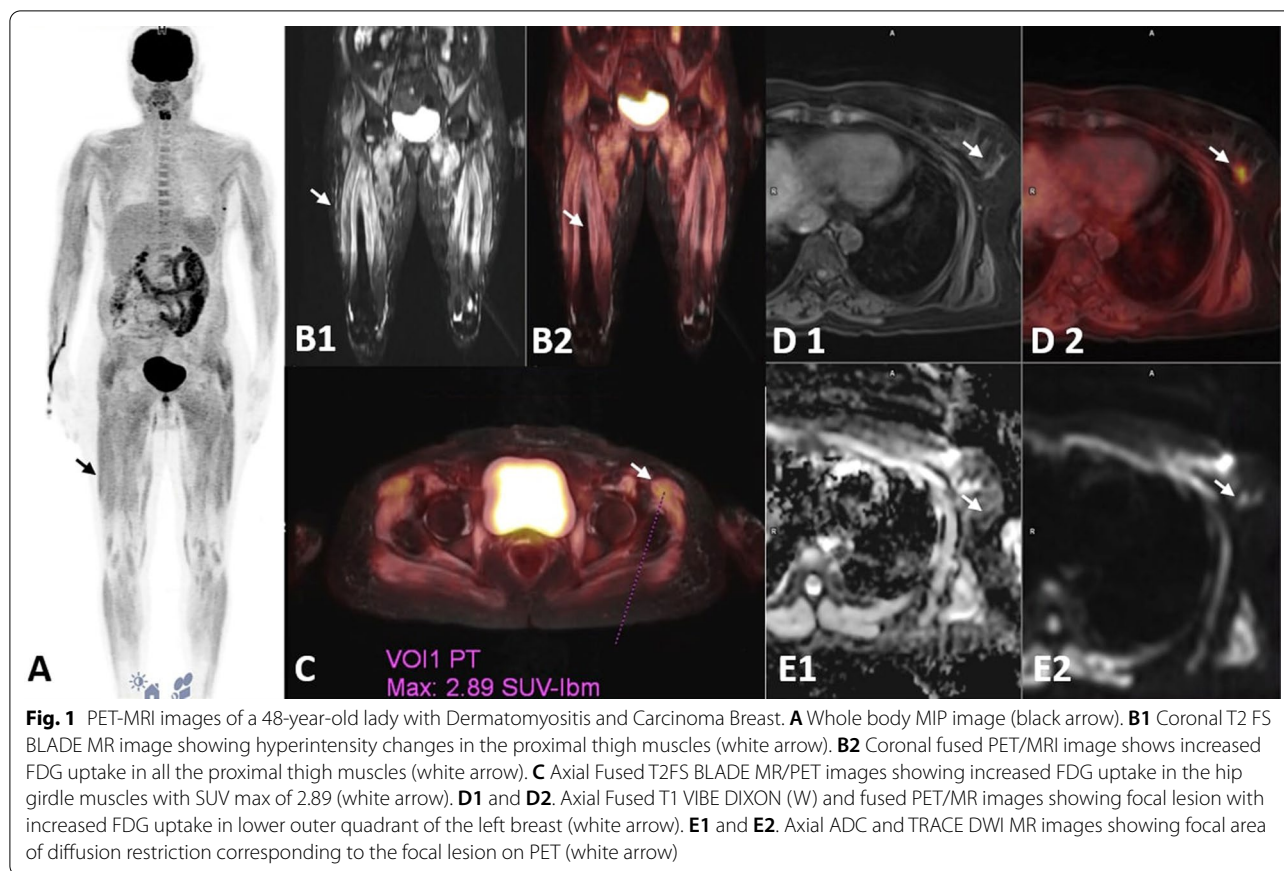 H
A
B1
B2
C
VOI1 PT
Max: 2.89 SUV-lbm
A
R
D 1
A
R
D 2
A
R
E1
A
R
E2
Fig. 1 PET-MRI images of a 48-year-old lady with Dermatomyositis and Carcinoma Breast. A Whole body MIP image (black arrow). B1 Coronal T2 FS
BLADE MR image showing hyperintensity changes in the proximal thigh muscles (white arrow). B2 Coronal fused PET/MRI image shows increased
FDG uptake in all the proximal thigh muscles (white arrow). C Axial Fused T2FS BLADE MR/PET images showing increased FDG uptake in the hip
girdle muscles with SUV max of 2.89 (white arrow). D1 and D2. Axial Fused T1 VIBE DIXON (W) and fused PET/MR images showing focal lesion with
increased FDG uptake in lower outer quadrant of the left breast (white arrow). E1 and E2. Axial ADC and TRACE DWI MR images showing focal area
of diffusion restriction corresponding to the focal lesion on PET (white arrow)